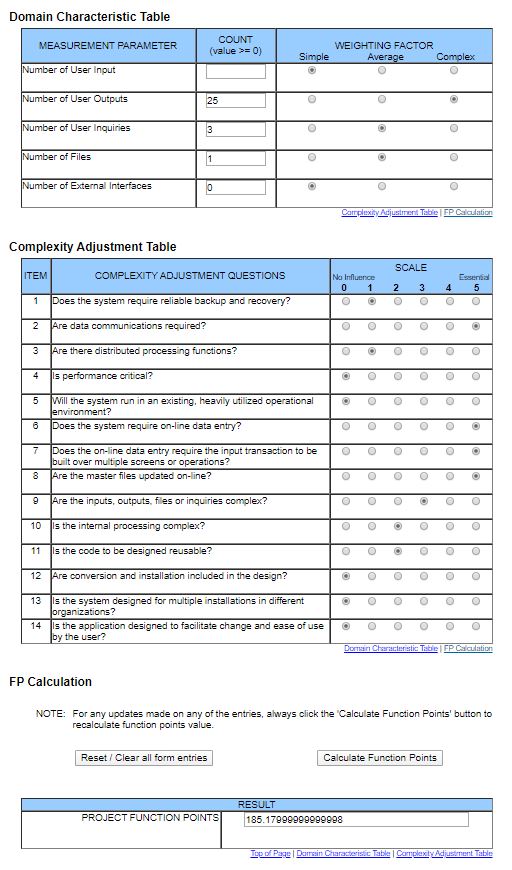 Domain Characteristic Table
MEASUREMENT PARAMETER
COUNT
(value >= 0)
WEIGHTING FACTOR
Simple Average Complex
Number of User Input
Number of User Outputs 25
Number of User Inquiries 3
Number of Files 1
Number of External Interfaces 0
Complexity Adjustment Table | FP Calculation
Complexity Adjustment Table
ITEM COMPLEXITY ADJUSTMENT QUESTIONS
SCALE
No Influence Essential
0 1 2 3 4 5
1 Does the system require reliable backup and recovery?
2 Are data communications required?
3 Are there distributed processing functions?
4 Is performance critical?
5 Will the system run in an existing, heavily utilized operational
environment?
6 Does the system require on-line data entry?
7 Does the on-line data entry require the input transaction to be
built over multiple screens or operations?
8 Are the master files updated on-line?
9 Are the inputs, outputs, files or inquiries complex?
10 Is the internal processing complex?
11 Is the code to be designed reusable?
12 Are conversion and installation included in the design?
13 Is the system designed for multiple installations in different
organizations?
14 Is the application designed to facilitate change and ease of use
by the user?
Domain Characteristic Table | FP Calculation
FP Calculation
NOTE: For any updates made on any of the entries, always click the 'Calculate Function Points' button to
recalculate function points value.
Reset / Clear all form entries Calculate Function Points
RESULT
PROJECT FUNCTION POINTS 185.17999999999998
Top of Page | Domain Characteristic Table | Complexity Adjustment Table